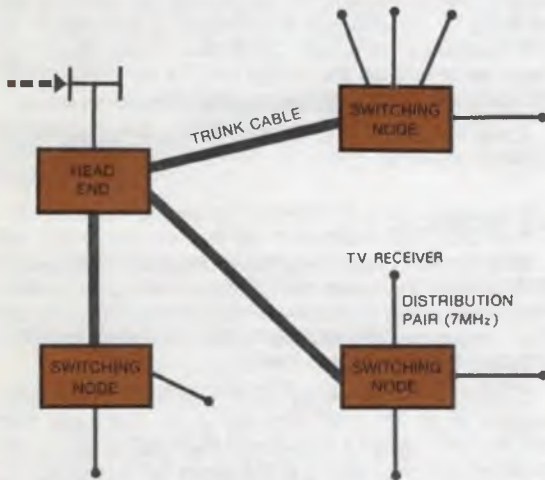 SWITCHING
NODE
TRUNK CABLE
HEAD
END
TV RECEIVER
DISTRIBUTION
PAIR (7MHz)
SWITCHING
NODE
SWITCHING
NODE